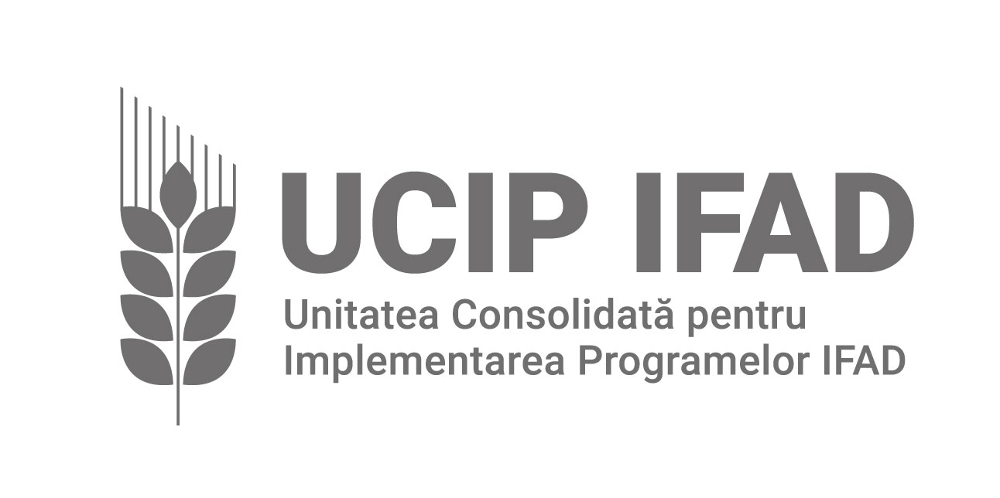 UCIP IFAD
Unitatea Consolidată pentru
Implementarea Programelor IFAD